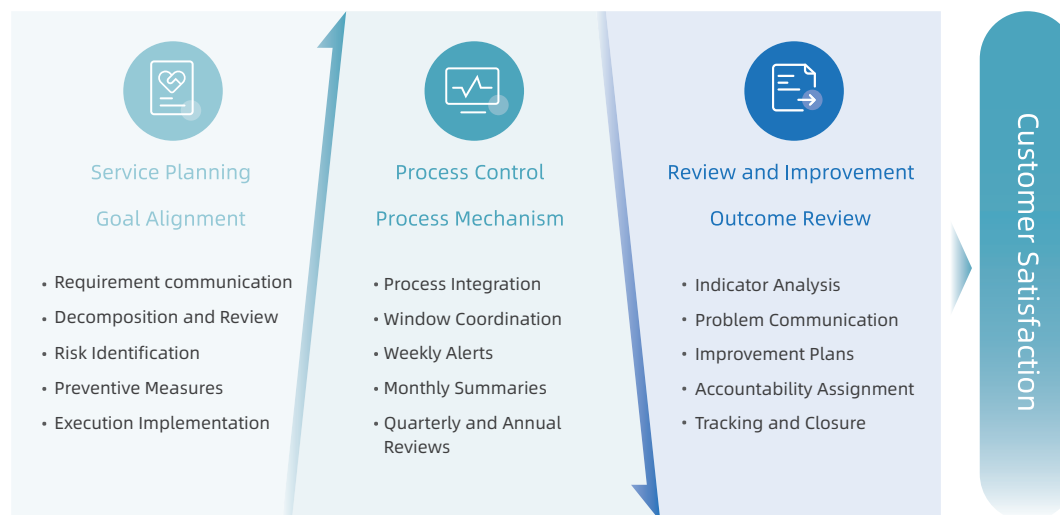 Service Planning
Goal Alignment
• Requirement communication
• Decomposition and Review
• Risk Identification
• Preventive Measures
• Execution Implementation
Process Control
Process Mechanism
• Process Integration
• Window Coordination
• Weekly Alerts
• Monthly Summaries
• Quarterly and Annual
Reviews
Review and Improvement
Outcome Review
• Indicator Analysis
• Problem Communication
• Improvement Plans
• Accountability Assignment
• Tracking and Closure
Customer Satisfaction